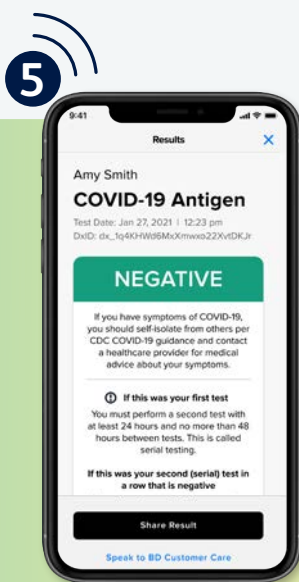 5
9:41
Results
Amy Smith
COVID-19 Antigen
Test Date: Jan 27, 2021 | 12:23 pm
DxID: dx_1q4KHWd6MxXmwxo22XvtDKJr
NEGATIVE
If you have symptoms of COVID-19,
you should self-isolate from others per
CDC COVID-19 guidance and contact
a healthcare provider for medical
advice about your symptoms.
If this was your first test
You must perform a second test with
at least 24 hours and no more than 48
hours between tests. This is called
serial testing.
If this was your second (serial) test in
a row that is negative
Share Result
Speak to BD Customer Care